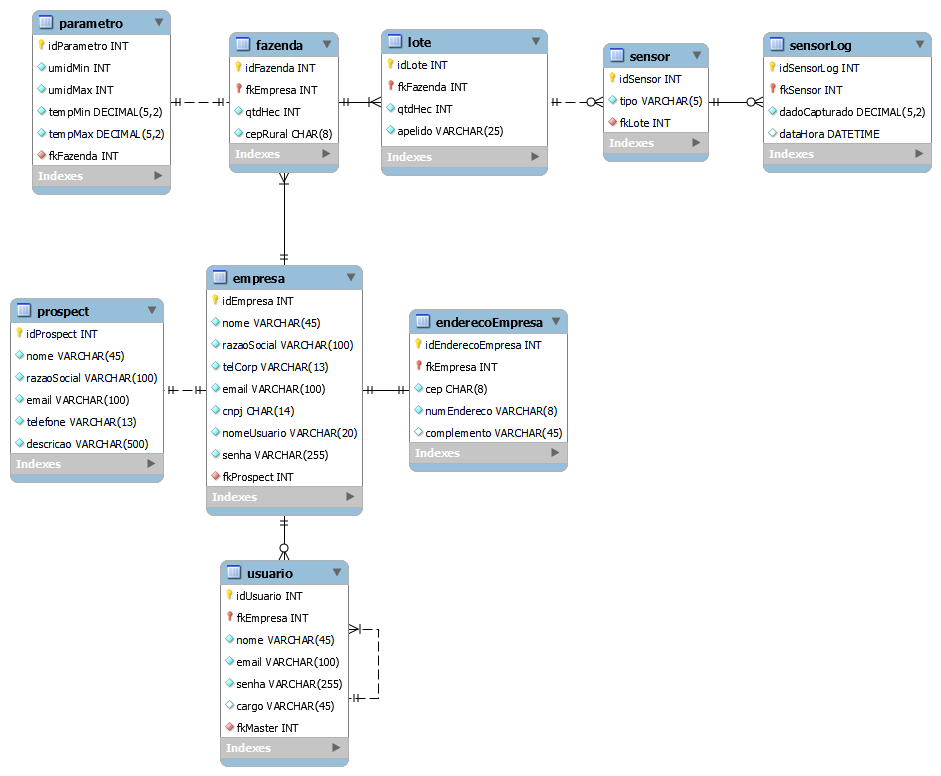 parametro
idParametro INT
umidMin INT
umidMax INT
tempMin DECIMAL(5,2)
tempMax DECIMAL(5,2)
fkFazenda INT
Indexes
fazenda
idFazenda INT
fkEmpresa INT
qtdHec INT
cepRural CHAR(8)
Indexes
lote
idLote INT
fkFazenda INT
qtdHec INT
apelido VARCHAR(25)
Indexes
sensor
idSensor INT
tipo VARCHAR(5)
fkLote INT
Indexes
sensorLog
idSensorLog INT
fkSensor INT
dadoCapturado DECIMAL(5,2)
dataHora DATETIME
Indexes
prospect
idProspect INT
nome VARCHAR(45)
razaoSocial VARCHAR(100)
email VARCHAR(100)
telefone VARCHAR(13)
descricao VARCHAR(500)
Indexes
empresa
idEmpresa INT
nome VARCHAR(45)
razaoSocial VARCHAR(100)
telCorp VARCHAR(13)
email VARCHAR(100)
cnpj CHAR(14)
nomeUsuario VARCHAR(20)
senha VARCHAR(255)
fkProspect INT
Indexes
enderecoEmpresa
idEnderecoEmpresa INT
fkEmpresa INT
cep CHAR(8)
numEndereco VARCHAR(8)
complemento VARCHAR(45)
Indexes
usuario
idUsuario INT
fkEmpresa INT
nome VARCHAR(45)
email VARCHAR(100)
senha VARCHAR(255)
cargo VARCHAR(45)
fkMaster INT
Indexes